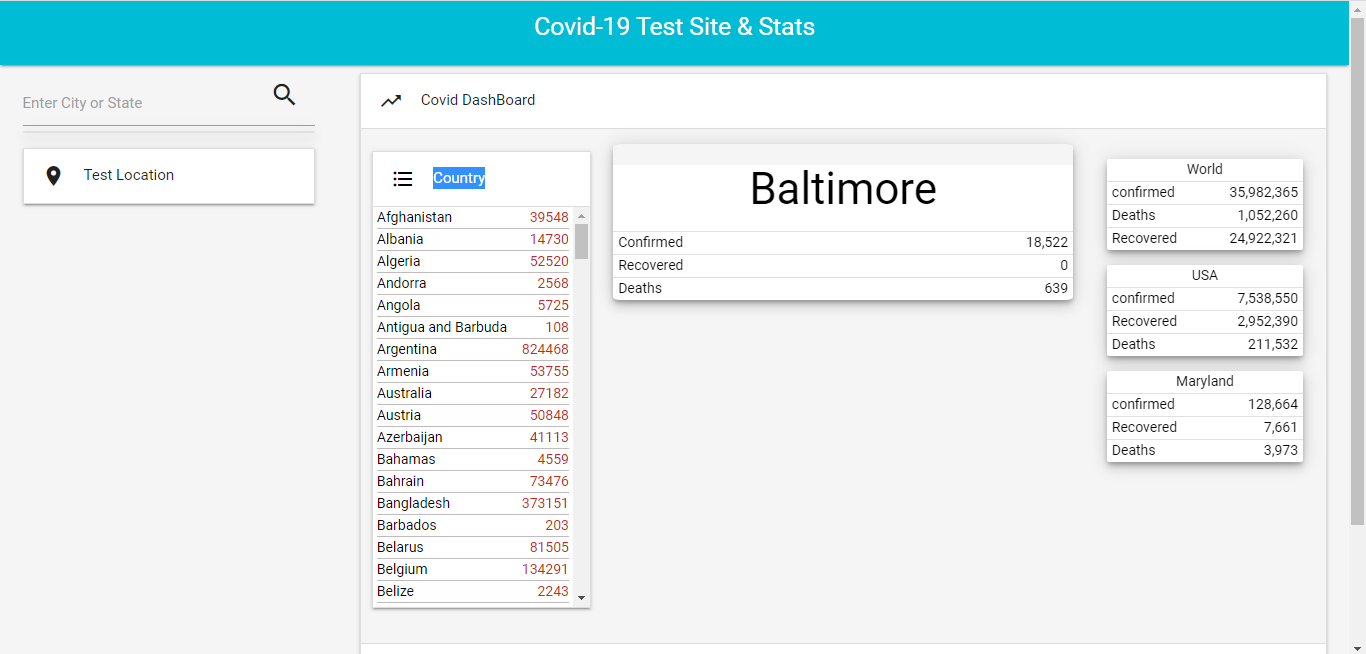 Covid-19 Test Site & Stats
Enter City or State
Test Location
Covid DashBoard
Country
Afghanistan 39548
Albania 14730
Algeria 52520
Andorra 2568
Angola 5725
Antigua and Barbuda 108
Argentina 824468
Armenia 53755
Australia 27182
Austria 50848
Azerbaijan 41113
Bahamas 4559
Bahrain 73476
Bangladesh 373151
Barbados 203
Belarus 81505
Belgium 134291
Belize 2243
Baltimore
Confirmed 18,522
Recovered 0
Deaths 639
World
confirmed 35,982,365
Deaths 1,052,260
Recovered 24,922,321
USA
confirmed 7,538,550
Recovered 2,952,390
Deaths 211,532
Maryland
confirmed 128,664
Recovered 7,661
Deaths 3,973